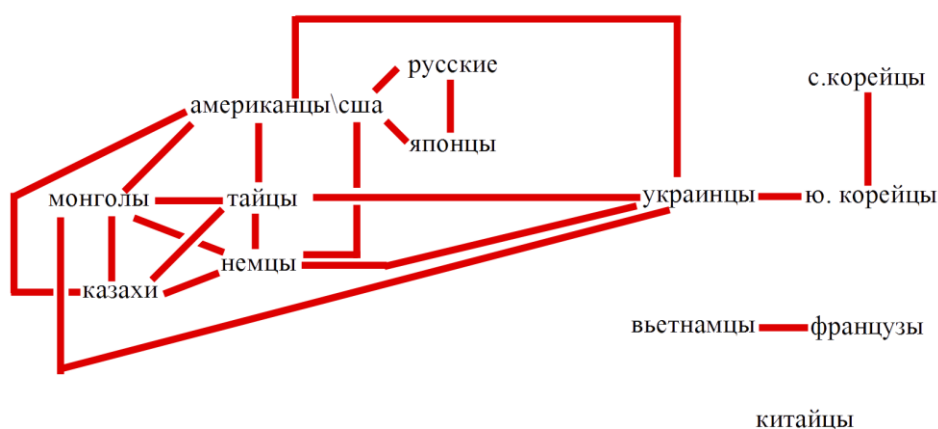 русские
с.корейцы
американцы\сша
японцы
монголы
тайцы
украинцы
ю. корейцы
немцы
казахи
вьетнамцы
французы
китайцы